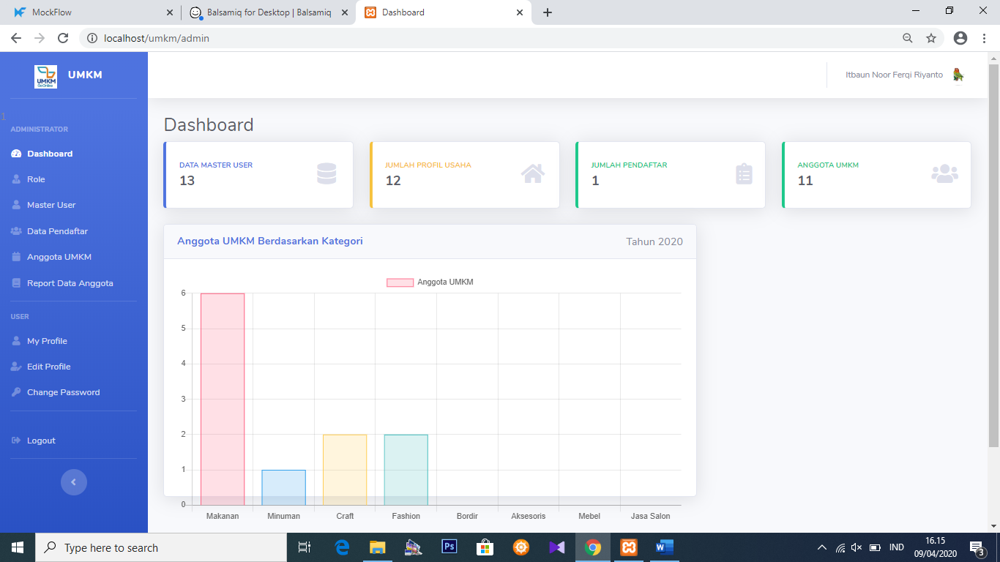 MockFlow
Balsamiq for Desktop | Balsamiq
Dashboard
localhost/umkm/admin
UMKM
Go Online
UMKM
Itbaun Noor Ferqi Riyanto
1
ADMINISTRATOR
Dashboard
Role
Master User
Data Pendaftar
Anggota UMKM
Report Data Anggota
USER
My Profile
Edit Profile
Change Password
Logout
Dashboard
DATA MASTER USER
13
JUMLAH PROFIL USAHA
12
JUMLAH PENDAFTAR
1
ANGGOTA UMKM
11
Anggota UMKM Berdasarkan Kategori
Tahun 2020
Anggota UMKM
6
5
4
3
2
1
0
Makanan
Minuman
Craft
Fashion
Bordir
Aksesoris
Mebel
Jasa Salon
Type here to search
Ps
W
IND
16.15
09/04/2020
3